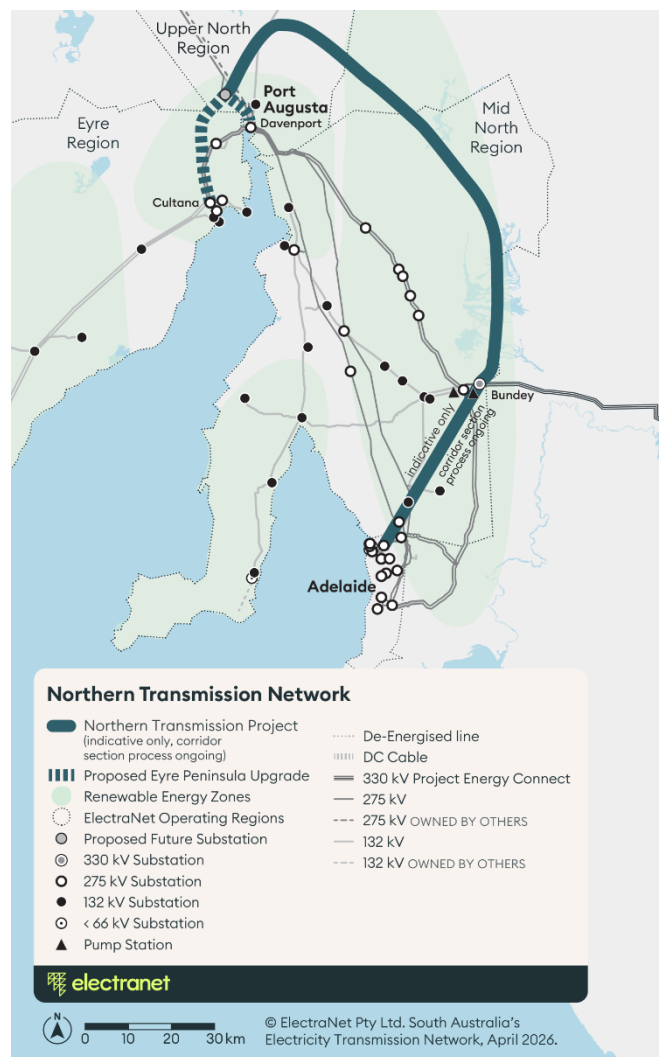 Upper North
Region
Port
Augusta
Davenport
Mid
North
Region
Eyre
Region
Cultana
Bundey
indicative only
corridor section
process ongoing
Adelaide
Northern Transmission Network
Northern Transmission Project
(indicative only, corridor
section process ongoing)
Proposed Eyre Peninsula Upgrade
Renewable Energy Zones
ElectraNet Operating Regions
Proposed Future Substation
330 kV Substation
275 kV Substation
132 kV Substation
< 66 kV Substation
Pump Station
De-Energised line
DC Cable
330 kV Project Energy Connect
275 kV
275 kV OWNED BY OTHERS
132 kV
132 kV OWNED BY OTHERS
electranet
N
0 10 20 30 km
© ElectraNet Pty Ltd. South Australia's
Electricity Transmission Network, April 2026.